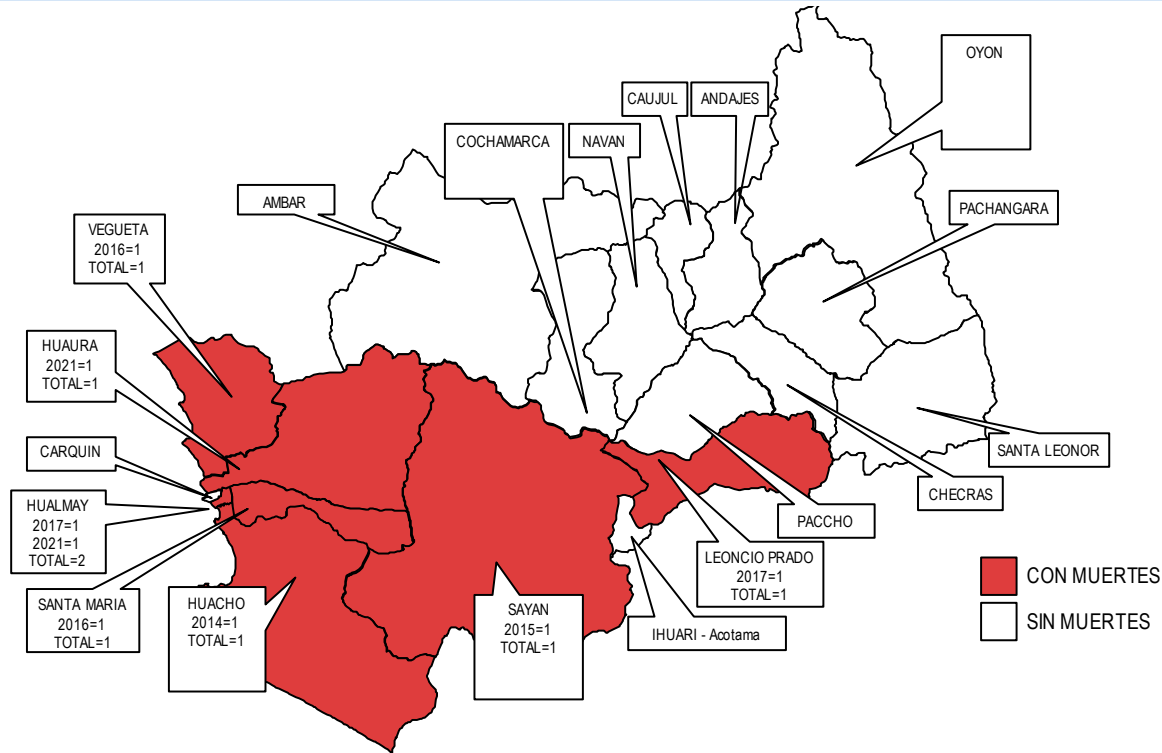 OYON
CAUJUL
ANDAJES
COCHAMARCA
NAVAN
AMBAR
PACHANGARA
VEGUETA
2016=1
TOTAL=1
HUAURA
2021=1
TOTAL=1
CARQUIN
HUALMAY
2017=1
2021=1
TOTAL=2
SANTA MARIA
2016=1
TOTAL=1
HUACHO
2014=1
TOTAL=1
SAYAN
2015=1
TOTAL=1
LEONCIO PRADO
2017=1
TOTAL=1
IHUARI - Acotama
PACCHO
CHECRAS
SANTA LEONOR
CON MUERTES
SIN MUERTES